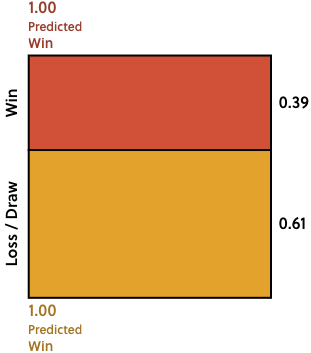 1.00
Predicted
Win
Win
0.39
Loss / Draw
0.61
1.00
Predicted
Win